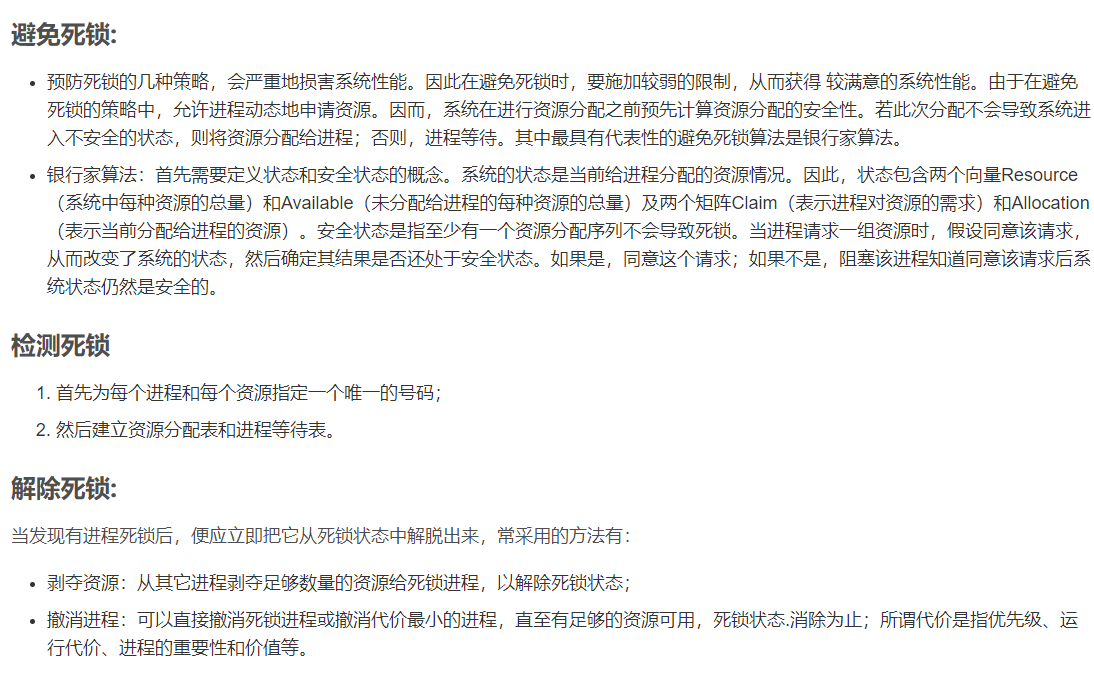 避免死锁:
• 预防死锁的几种策略，会严重地损害系统性能。因此在避免死锁时，要施加较弱的限制，从而获得 较满意的系统性能。由于在避免
死锁的策略中，允许进程动态地申请资源。因而，系统在进行资源分配之前预先计算资源分配的安全性。若此次分配不会导致系统进
入不安全的状态，则将资源分配给进程；否则，进程等待。其中最具有代表性的避免死锁算法是银行家算法。
• 银行家算法：首先需要定义状态和安全状态的概念。系统的状态是当前给进程分配的资源情况。因此，状态包含两个向量Resource
（系统中每种资源的总量）和Available（未分配给进程的每种资源的总量）及两个矩阵Claim（表示进程对资源的需求）和Allocation
（表示当前分配给进程的资源）。安全状态是指至少有一个资源分配序列不会导致死锁。当进程请求一组资源时，假设同意该请求，
从而改变了系统的状态，然后确定其结果是否还处于安全状态。如果是，同意这个请求；如果不是，阻塞该进程知道同意该请求后系
统状态仍然是安全的。
检测死锁
1. 首先为每个进程和每个资源指定一个唯一的号码；
2. 然后建立资源分配表和进程等待表。
解除死锁:
当发现有进程死锁后，便应立即把它从死锁状态中解脱出来，常采用的方法有：
• 剥夺资源：从其它进程剥夺足够数量的资源给死锁进程，以解除死锁状态；
• 撤消进程：可以直接撤消死锁进程或撤消代价最小的进程，直至有足够的资源可用，死锁状态.消除为止；所谓代价是指优先级、运
行代价、进程的重要性和价值等。